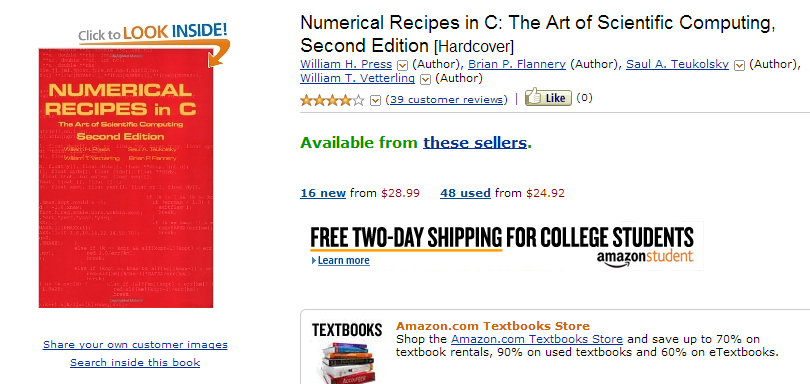 Click to LOOK INSIDE!
NUMERICAL
RECIPES in C
The Art of Scientific Computing
Second Edition
William H. Press Saul A. Teukolsky
William T. Vetterling Brian P. Flannery
Share your own customer images
Search inside this book
Numerical Recipes in C: The Art of Scientific Computing,
Second Edition [Hardcover]
William H. Press (Author), Brian P. Flannery (Author), Saul A. Teukolsky (Author),
William T. Vetterling (Author)
(39 customer reviews) | Like (0)
Available from these sellers.
16 new from $28.99 48 used from $24.92
FREE TWO-DAY SHIPPING FOR COLLEGE STUDENTS
Learn more
amazonstudent
TEXTBOOKS
Amazon.com Textbooks Store
Shop the Amazon.com Textbooks Store and save up to 70% on
textbook rentals, 90% on used textbooks and 60% on eTextbooks.